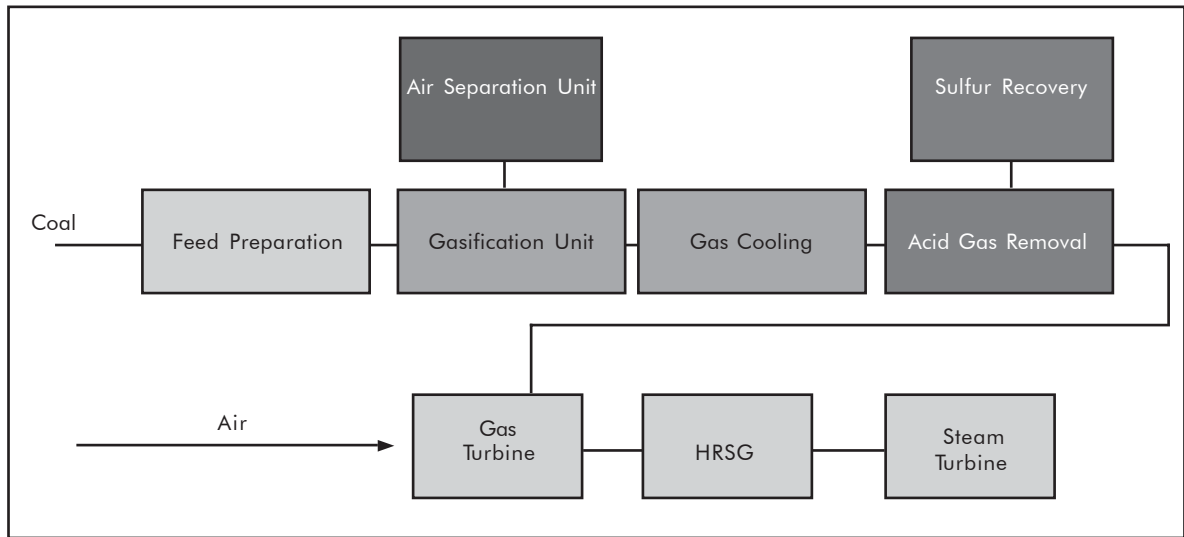 Air Separation Unit
Sulfur Recovery
Coal
Feed Preparation
Gasification Unit
Gas Cooling
Acid Gas Removal
Air
Gas
Turbine
HRSG
Steam
Turbine